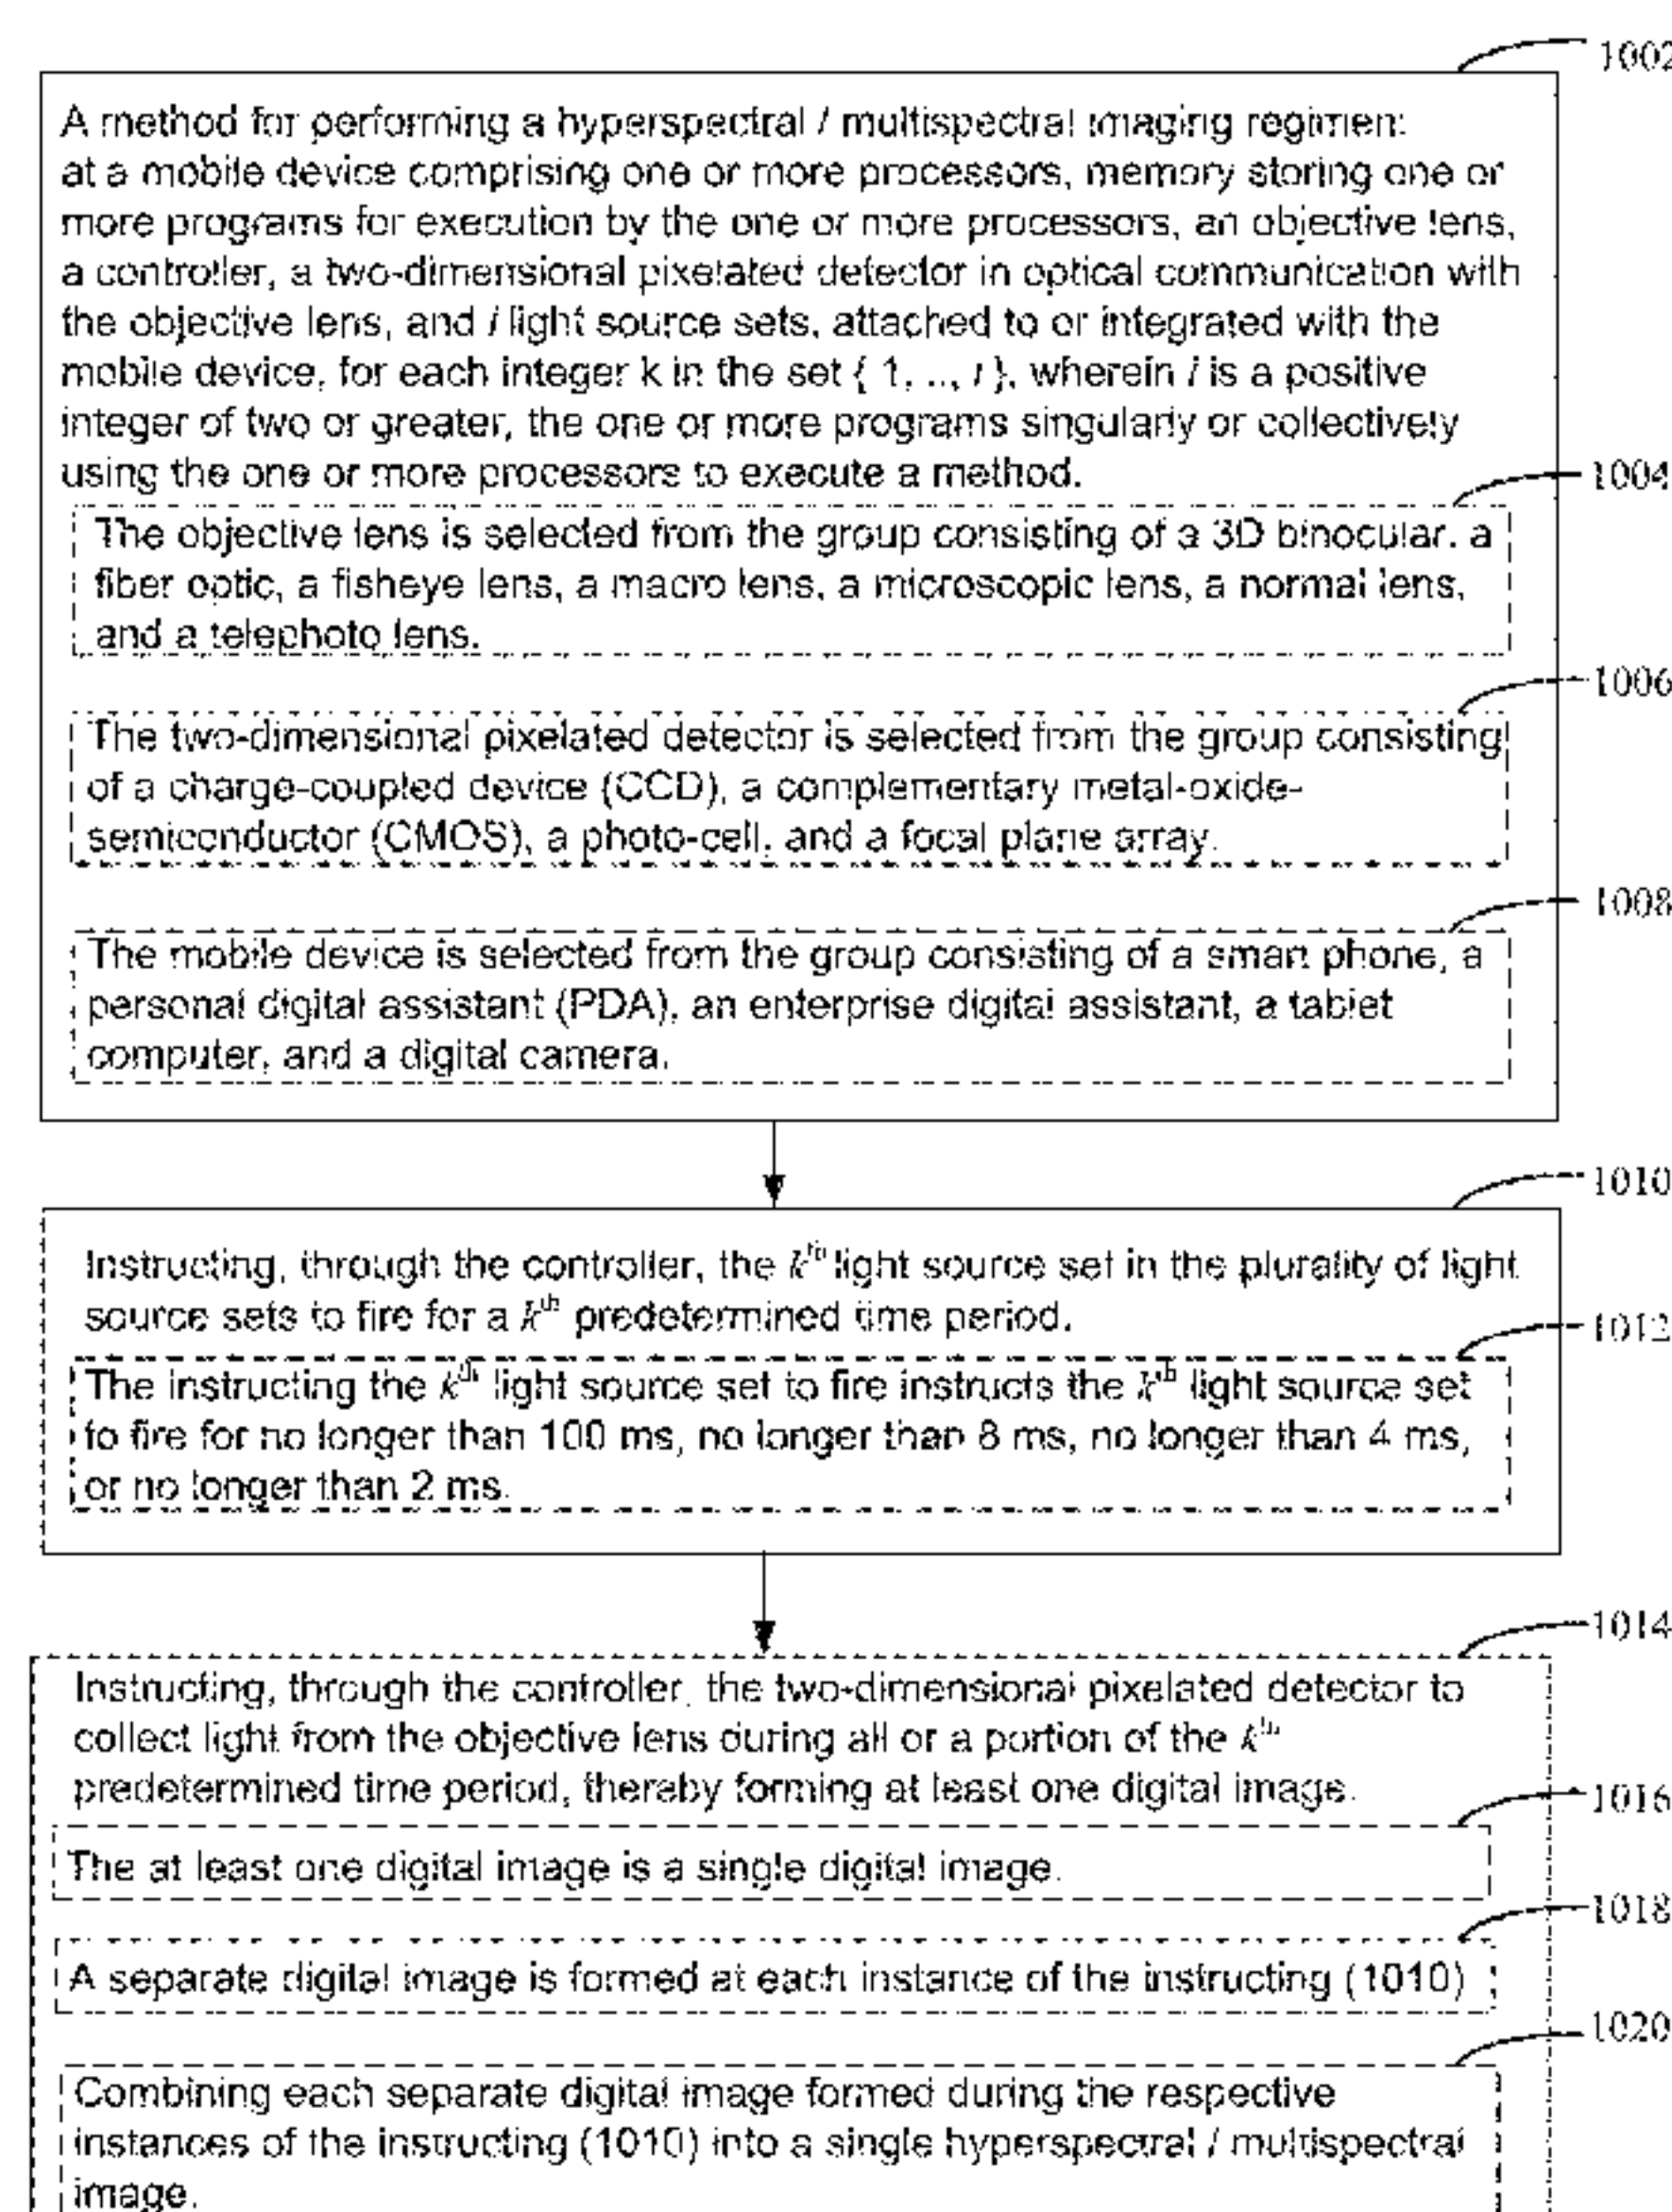 1002
A method for performing a hyperspectral / multispectral imaging regimen:
at a mobile device comprising one or more processors, memory storing one or
more programs for execution by the one or more processors, an objective lens,
a controller, a two-dimensional pixelated detector in optical communication with
the objective lens, and i light source sets, attached to or integrated with the
mobile device, for each integer k in the set { 1, .., i }, wherein i is a positive
integer of two or greater, the one or more programs singularly or collectively
using the one or more processors to execute a method.
1004
The objective lens is selected from the group consisting of a 3D binocular, a
fiber optic, a fisheye lens, a macro lens, a microscopic lens, a normal lens,
and a telephoto lens.
1006
The two-dimensional pixelated detector is selected from the group consisting
of a charge-coupled device (CCD), a complementary metal-oxide-
semiconductor (CMOS), a photo-cell, and a focal plane array.
1008
The mobile device is selected from the group consisting of a smart phone, a
personal digital assistant (PDA), an enterprise digital assistant, a tablet
computer, and a digital camera.
1010
Instructing, through the controller, the kth light source set in the plurality of light
source sets to fire for a kth predetermined time period.
1012
The instructing the kth light source set to fire instructs the kth light source set
to fire for no longer than 100 ms, no longer than 8 ms, no longer than 4 ms,
or no longer than 2 ms.
1014
Instructing, through the controller, the two-dimensional pixelated detector to
collect light from the objective lens during all or a portion of the kth
predetermined time period, thereby forming at least one digital image.
1016
The at least one digital image is a single digital image.
1018
A separate digital image is formed at each instance of the instructing (1010)
1020
Combining each separate digital image formed during the respective
instances of the instructing (1010) into a single hyperspectral / multispectral
image.